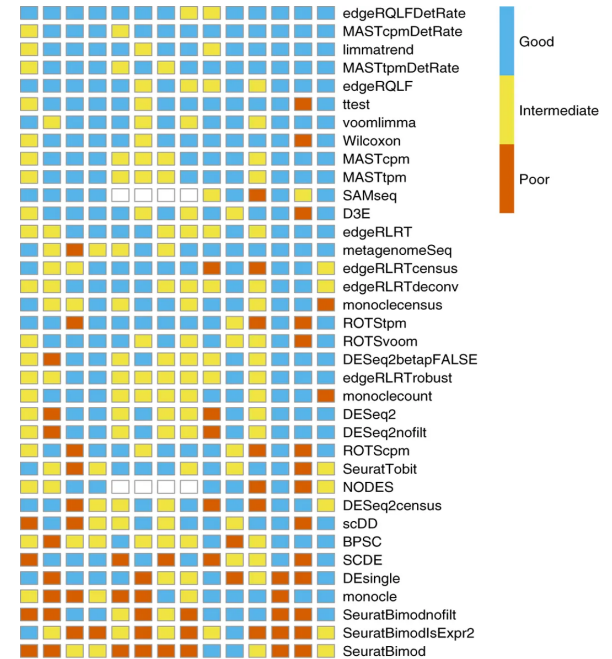 edgeRQLFDetRate
MASTcpmDetRate
limmatrend
MASTtpmDetRate
edgeRQLF
ttest
voomlimma
Wilcoxon
MASTcpm
MASTtpm
SAMseq
D3E
edgeRLRT
metagenomeSeq
edgeRLRTcensus
edgeRLRTdeconv
monoclecensus
ROTStpm
ROTSvoom
DESeq2betapFALSE
edgeRLRTrobust
monoclecount
DESeq2
DESeq2nofilt
ROTScpm
SeuratTobit
NODES
DESeq2census
scDD
BPSC
SCDE
DEsingle
monocle
SeuratBimodnofilt
SeuratBimodIsExpr2
SeuratBimod
Good
Intermediate
Poor